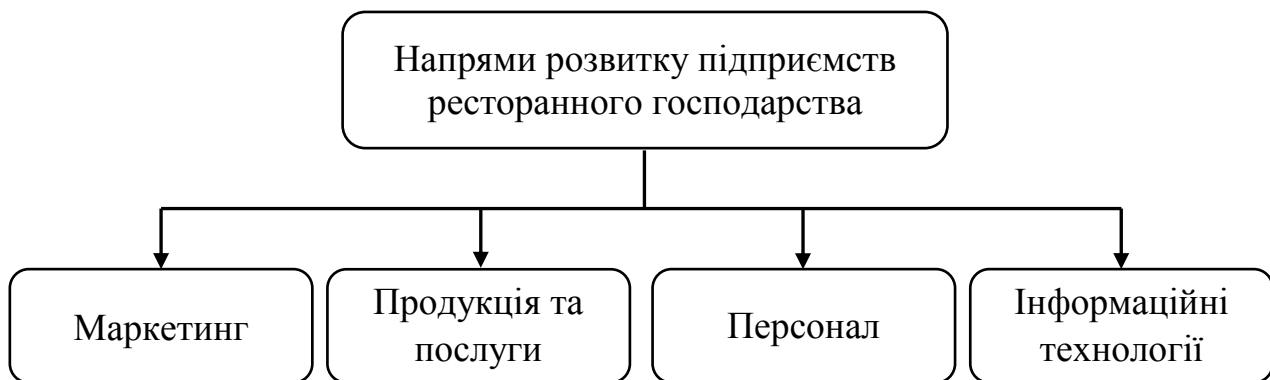 Напрями розвитку підприємств
ресторанного господарства
Маркетинг
Продукція та
послуги
Персонал
Інформаційні
технології